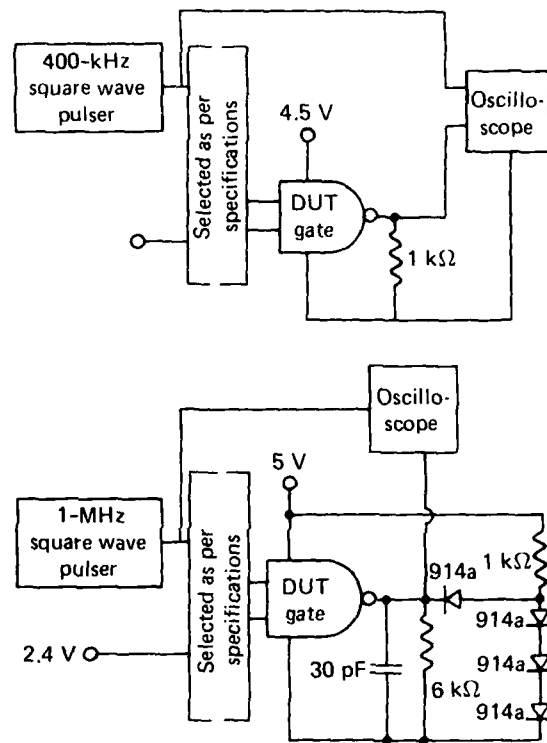 400-kHz
square wave
pulser
Selected as per
specifications
4.5 V
DUT
gate
1 kΩ
Oscillo-
scope
Oscillo-
scope
1-MHz
square wave
pulser
2.4 V
Selected as per
specifications
5 V
DUT
gate
30 pF
6 kΩ
914a
1 kΩ
914a
914a
914a